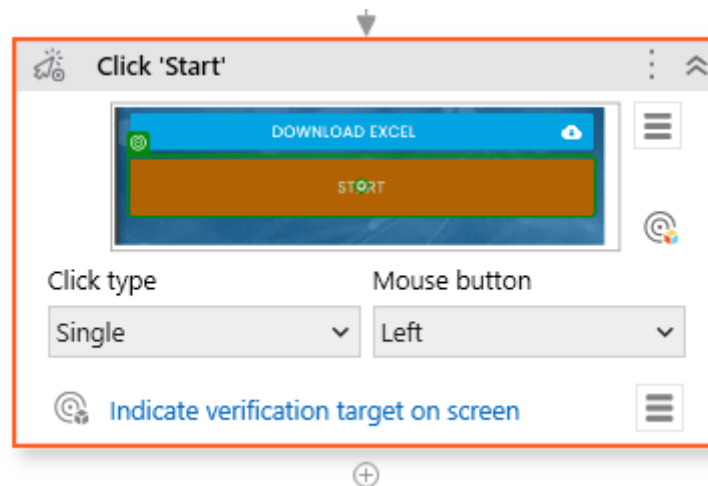 Click 'Start'
DOWNLOAD EXCEL
START
Click type
Mouse button
Single
Left
Indicate verification target on screen